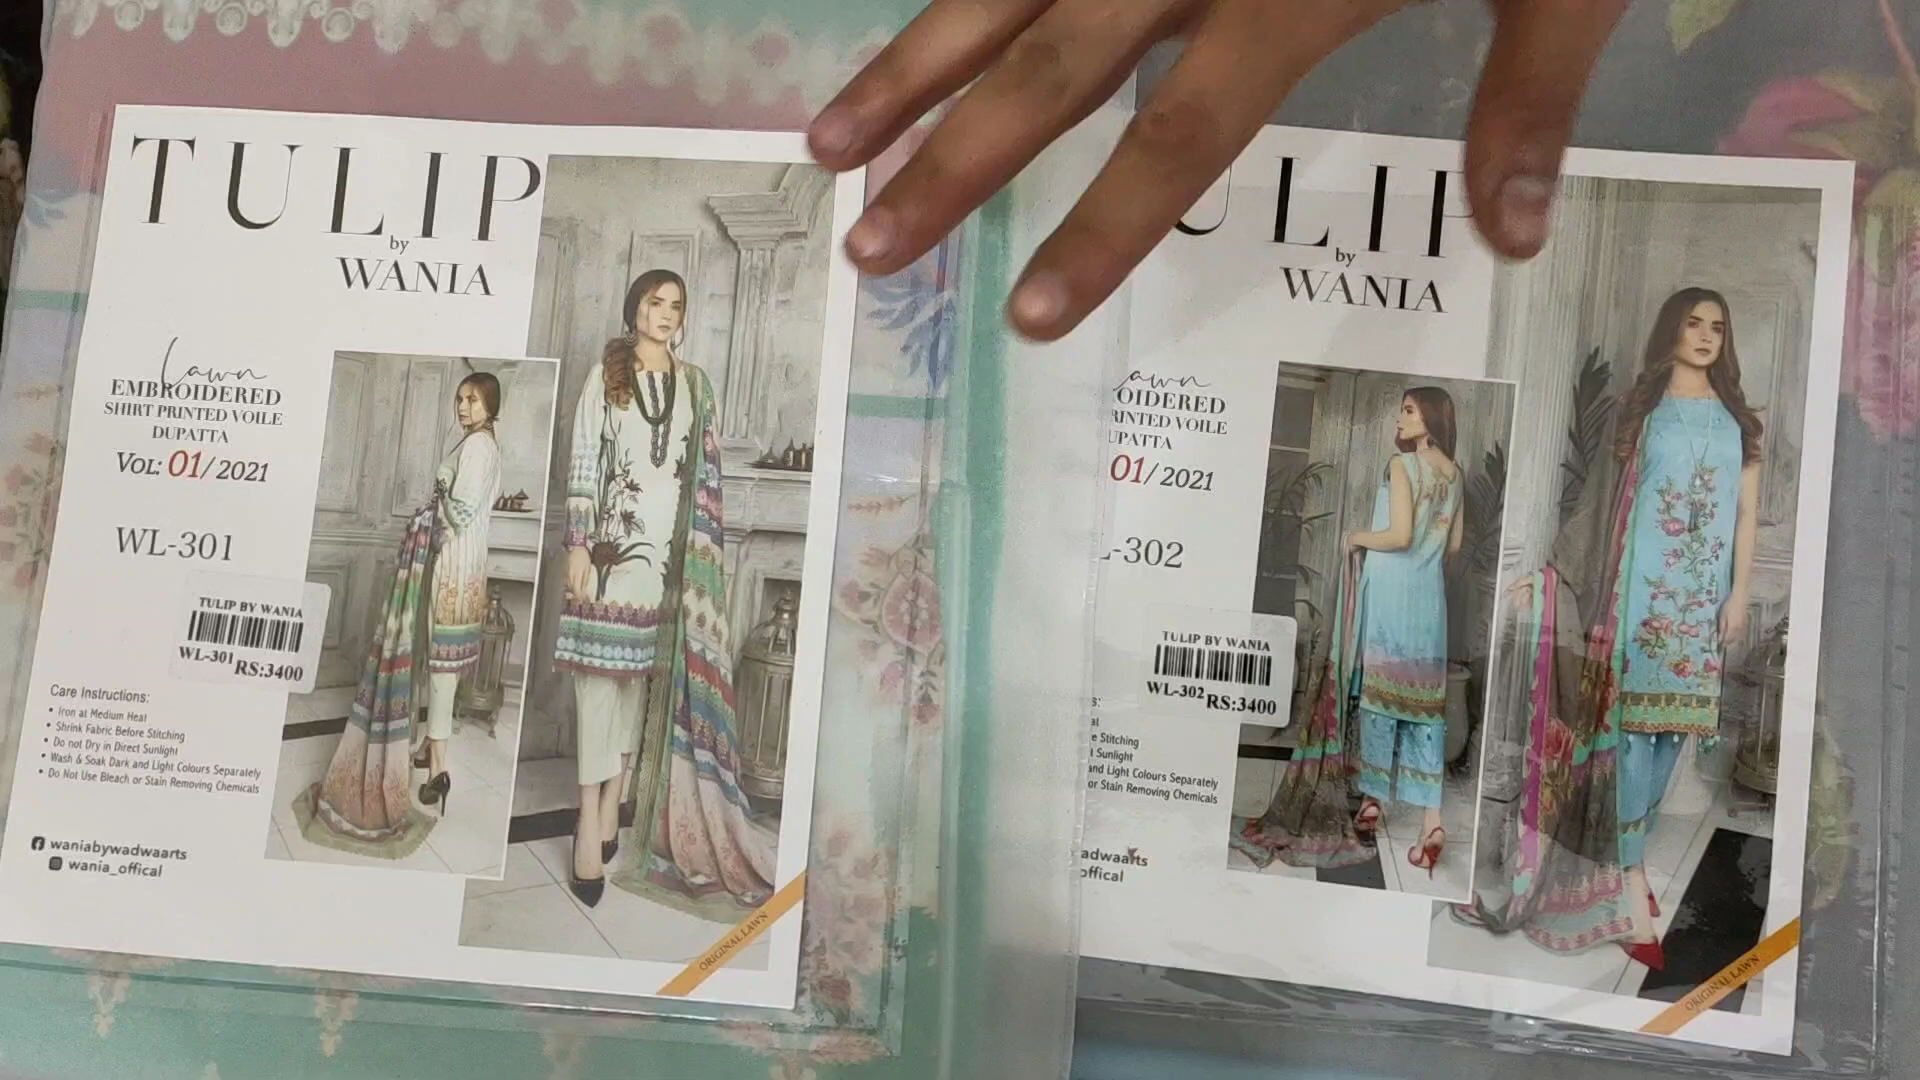 TULIP
by
WANIA
Lawn
EMBROIDERED
SHIRT PRINTED VOILE
DUPATTA
VOL: 01/2021
WL-301
TULIP BY WANIA
WL-301 RS:3400
Care Instructions:
• Iron at Medium Heat
• Shrink Fabric Before Stitching
• Do not Dry in Direct Sunlight
• Wash & Soak Dark and Light Colours Separately
• Do Not Use Bleach or Stain Removing Chemicals
waniabywadwaarts
wania_offical
ORIGINAL LAWN
ULIP
by
WANIA
awn
OIDERED
RINTED VOILE
UPATTA
01/2021
-302
TULIP BY WANIA
WL-302 RS:3400
s:
at
e Stitching
t Sunlight
and Light Colours Separately
or Stain Removing Chemicals
adwaarts
offical
ORIGINAL LAWN